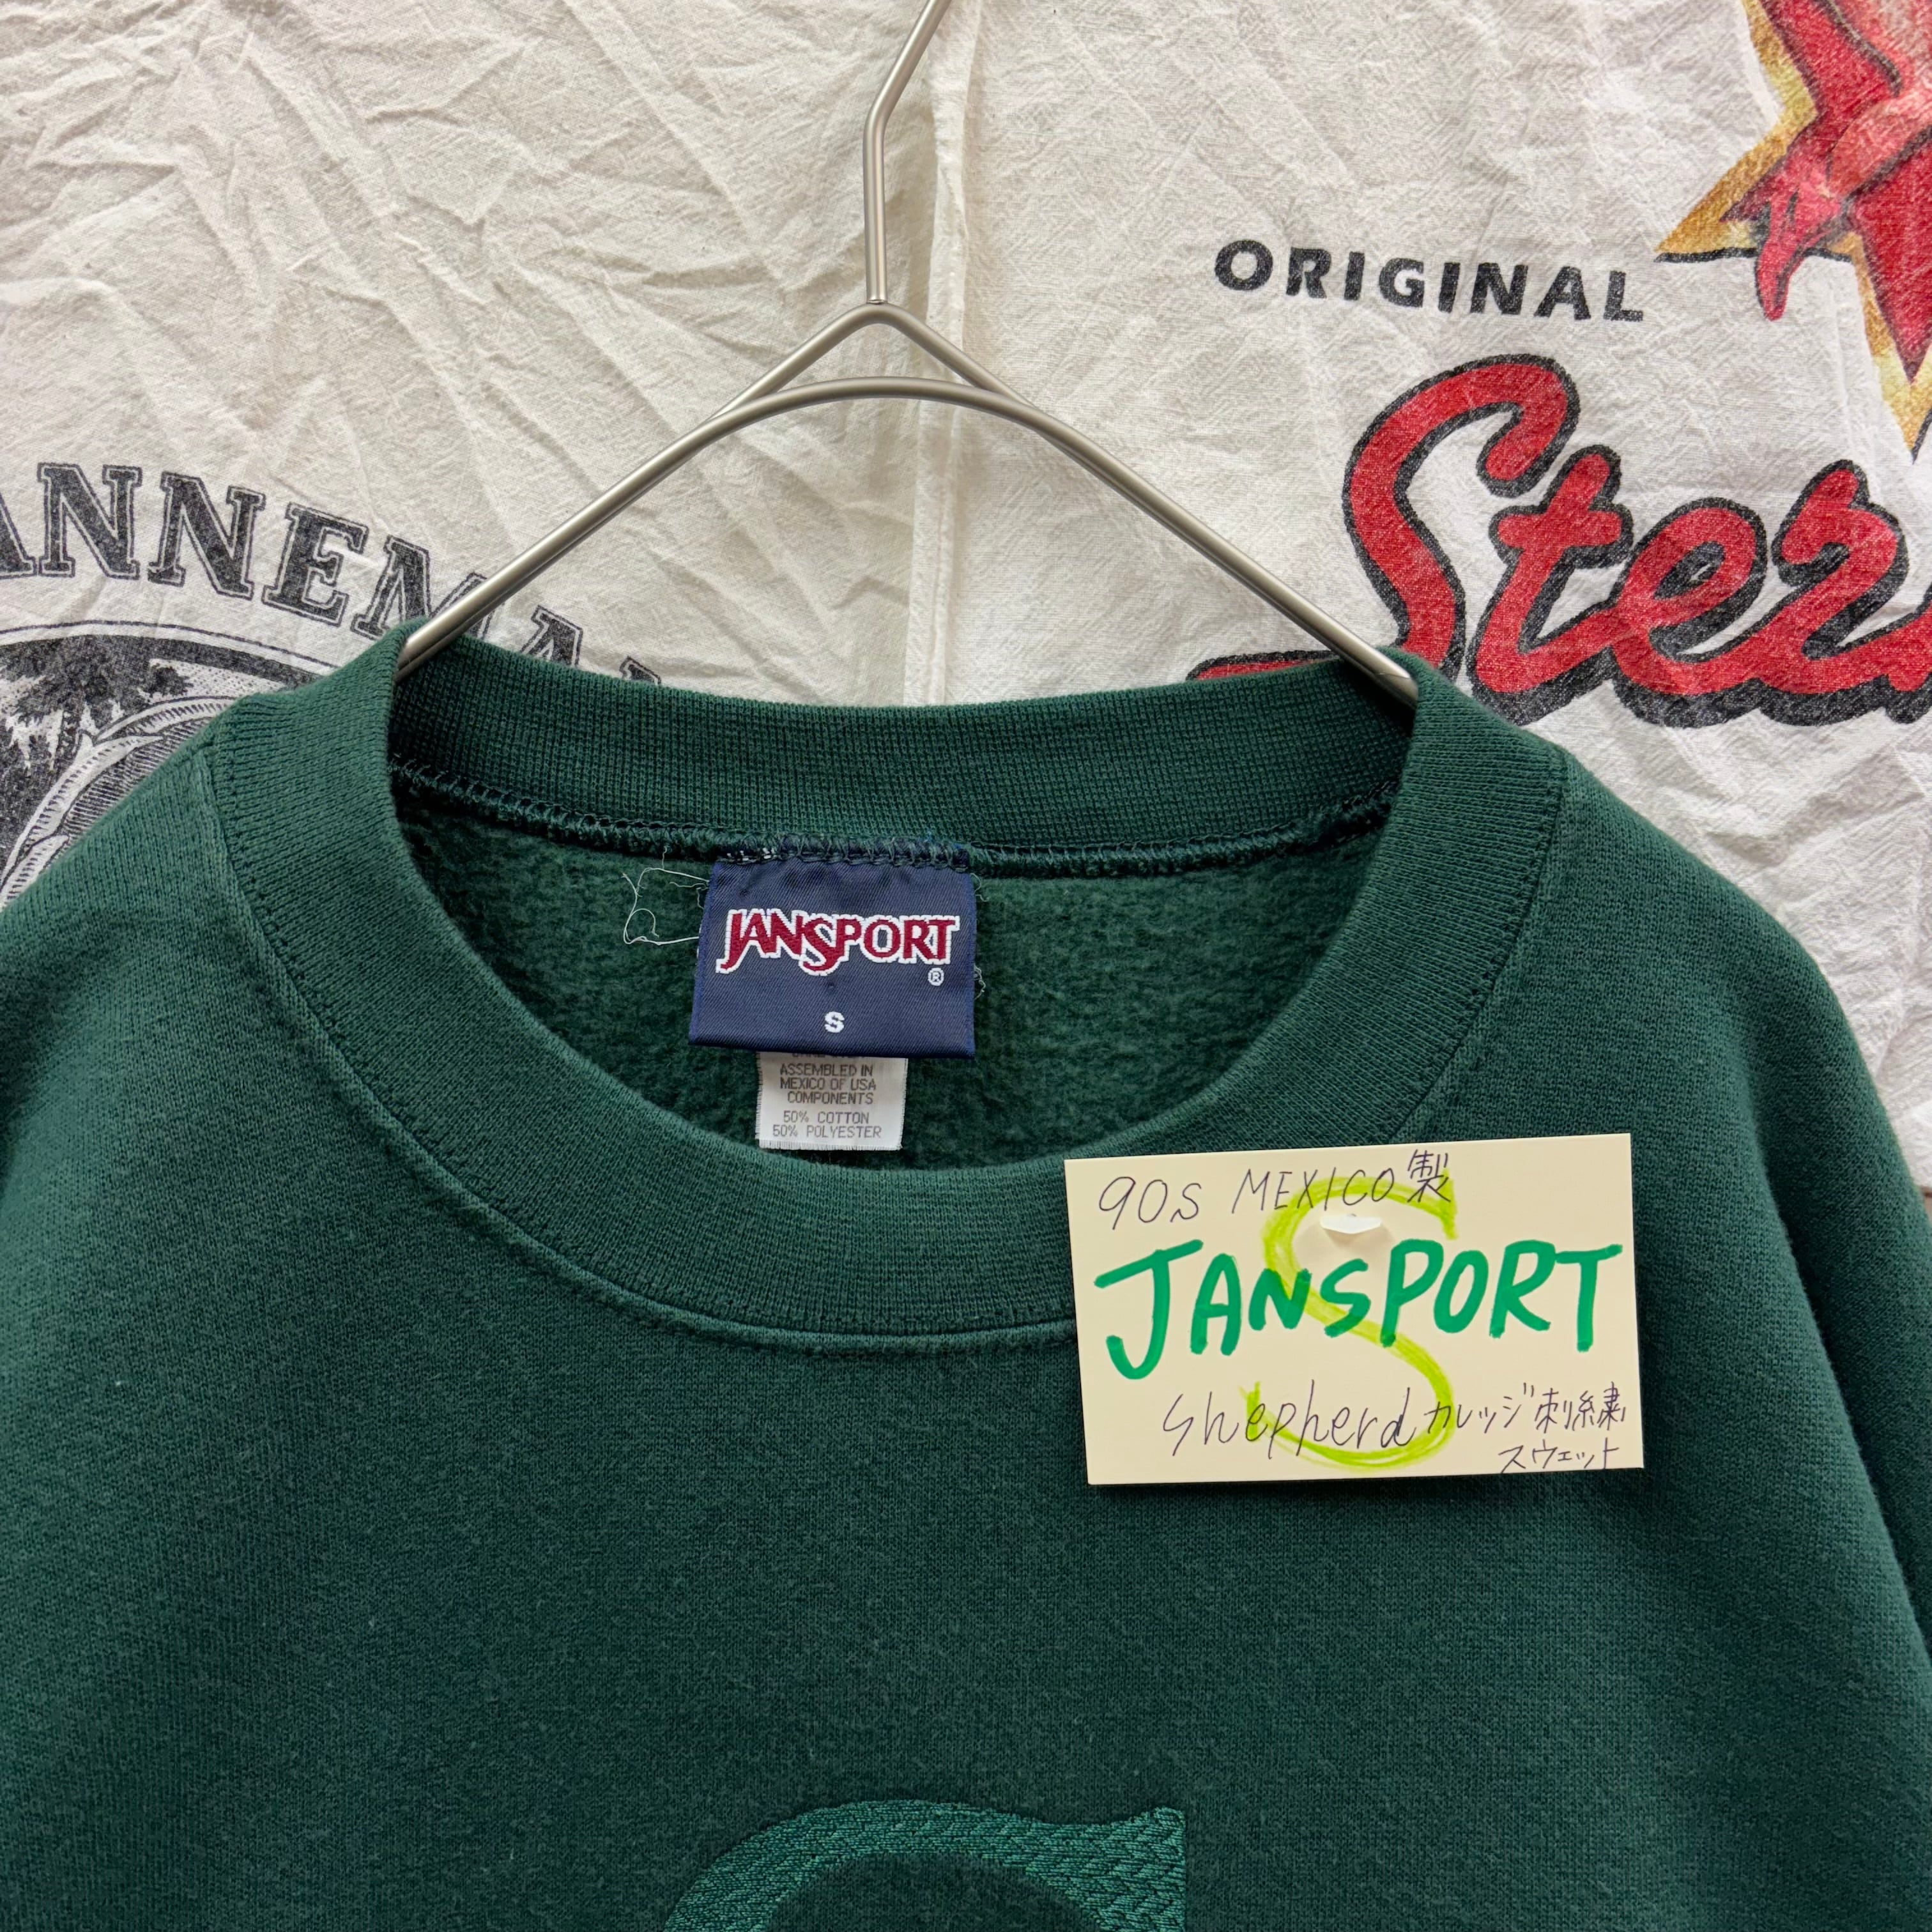 ORIGINAL
ANNEMAN
JANSPORT
®
S
ASSEMBLED IN
MEXICO OF USA
COMPONENTS
50% COTTON
50% POLYESTER
90s MEXICO製
JANSPORT
S
Shepherdカレッジ刺繍
スウェット